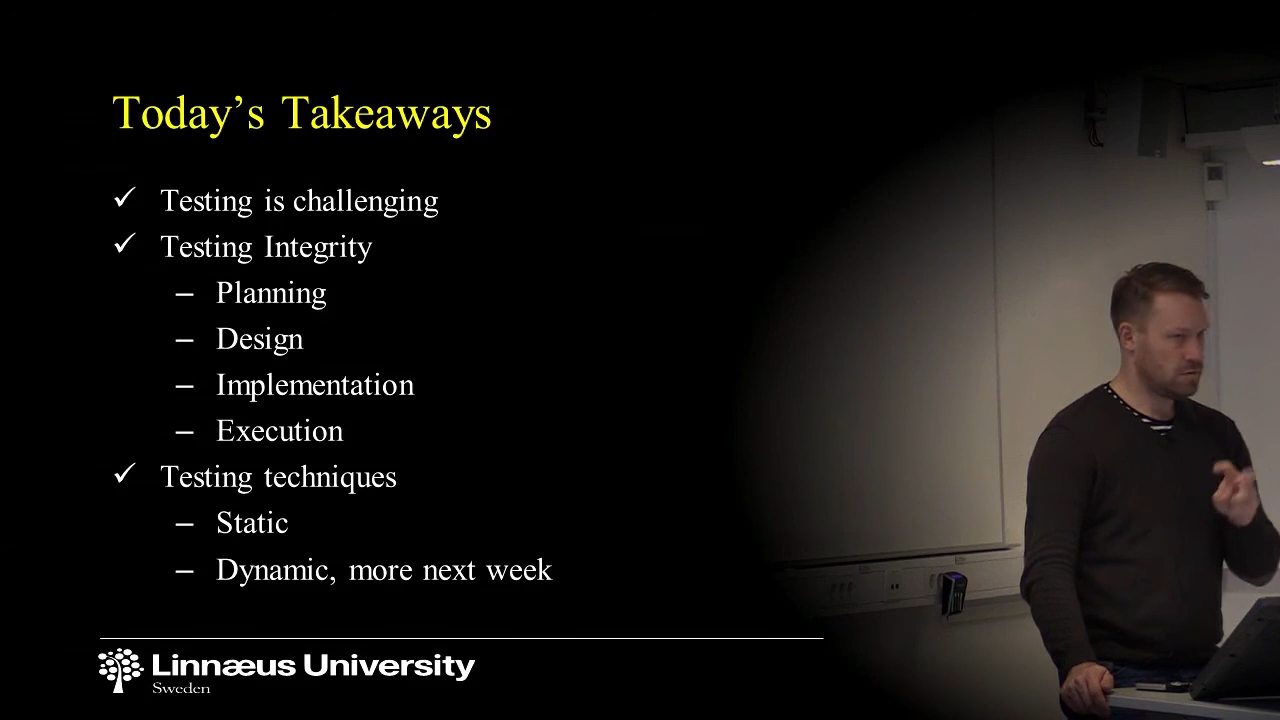 Today's Takeaways
✓ Testing is challenging
✓ Testing Integrity
– Planning
– Design
– Implementation
– Execution
✓ Testing techniques
– Static
– Dynamic, more next week
Linnæus University
Sweden